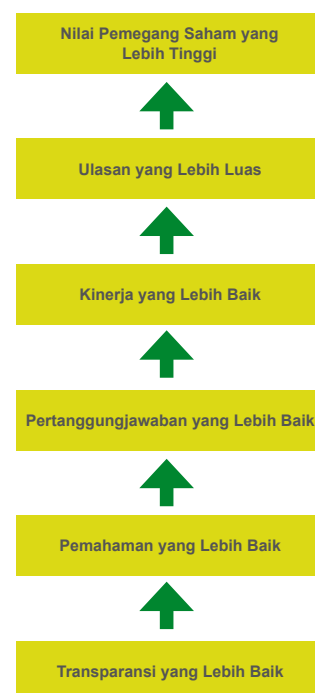 Nilai Pemegang Saham yang
Lebih Tinggi
Ulasan yang Lebih Luas
Kinerja yang Lebih Baik
Pertanggungjawaban yang Lebih Baik
Pemahaman yang Lebih Baik
Transparansi yang Lebih Baik